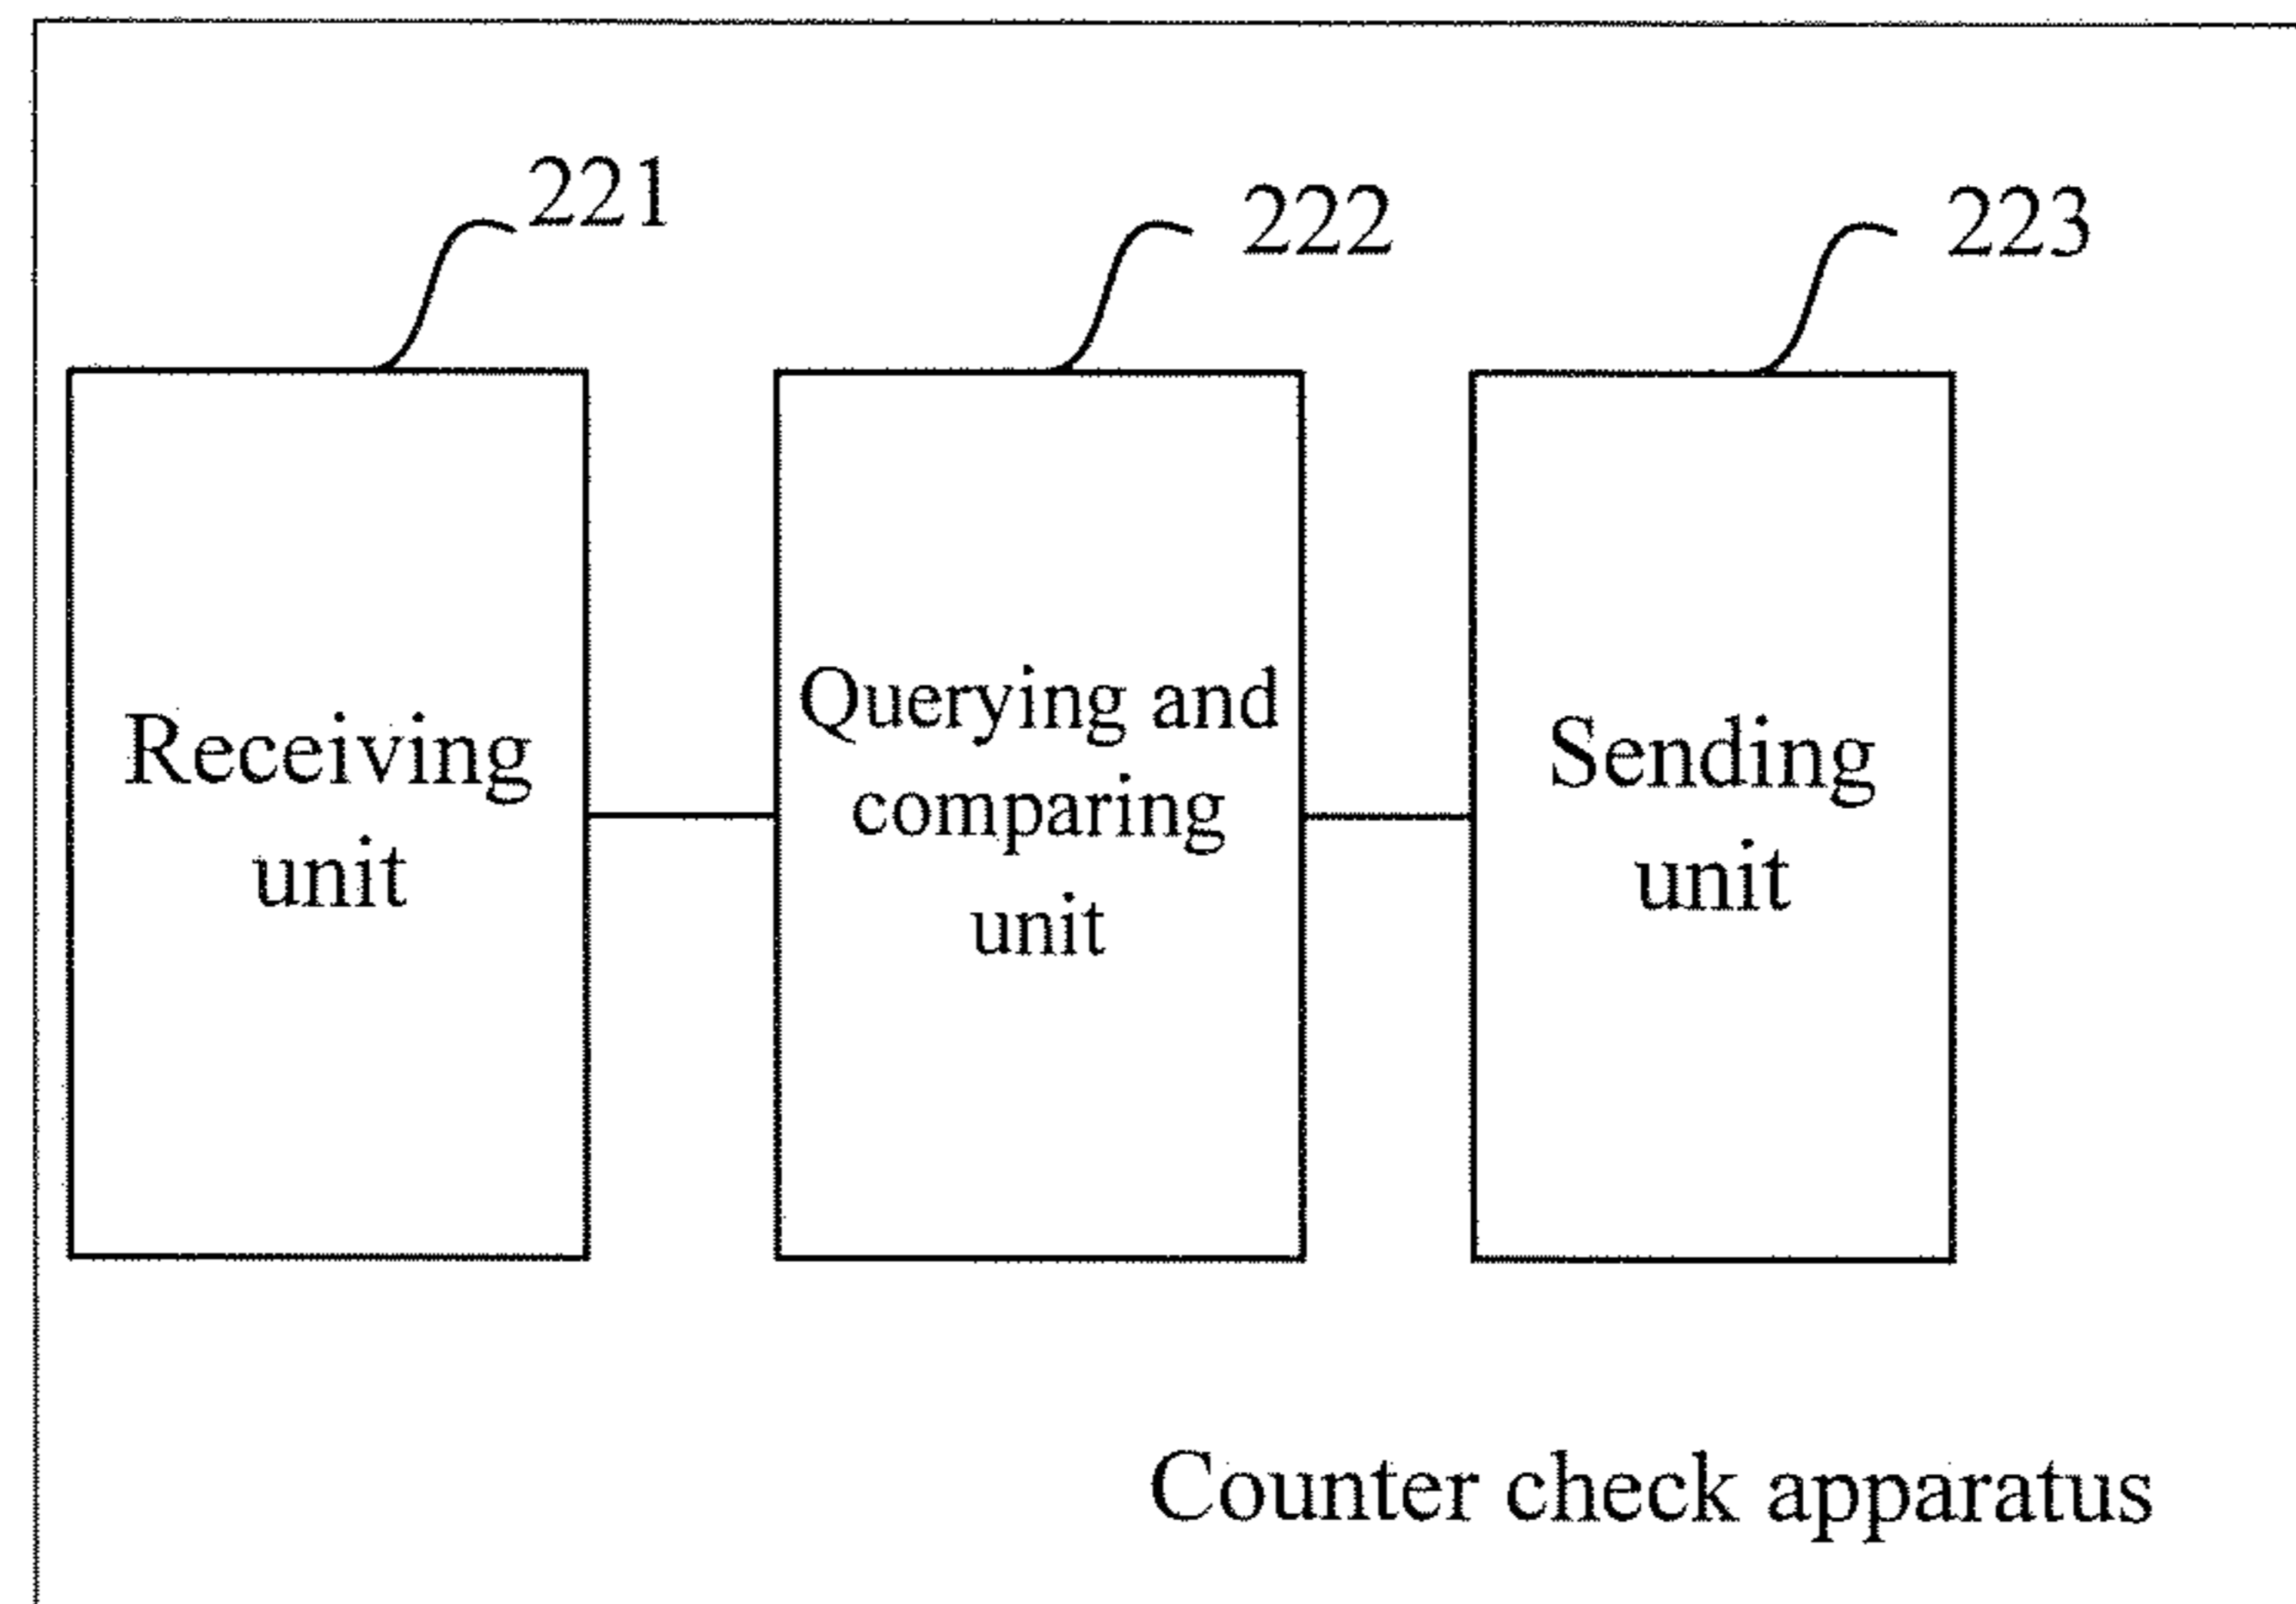 221
222
223
Receiving
unit
Querying and
comparing
unit
Sending
unit
Counter check apparatus